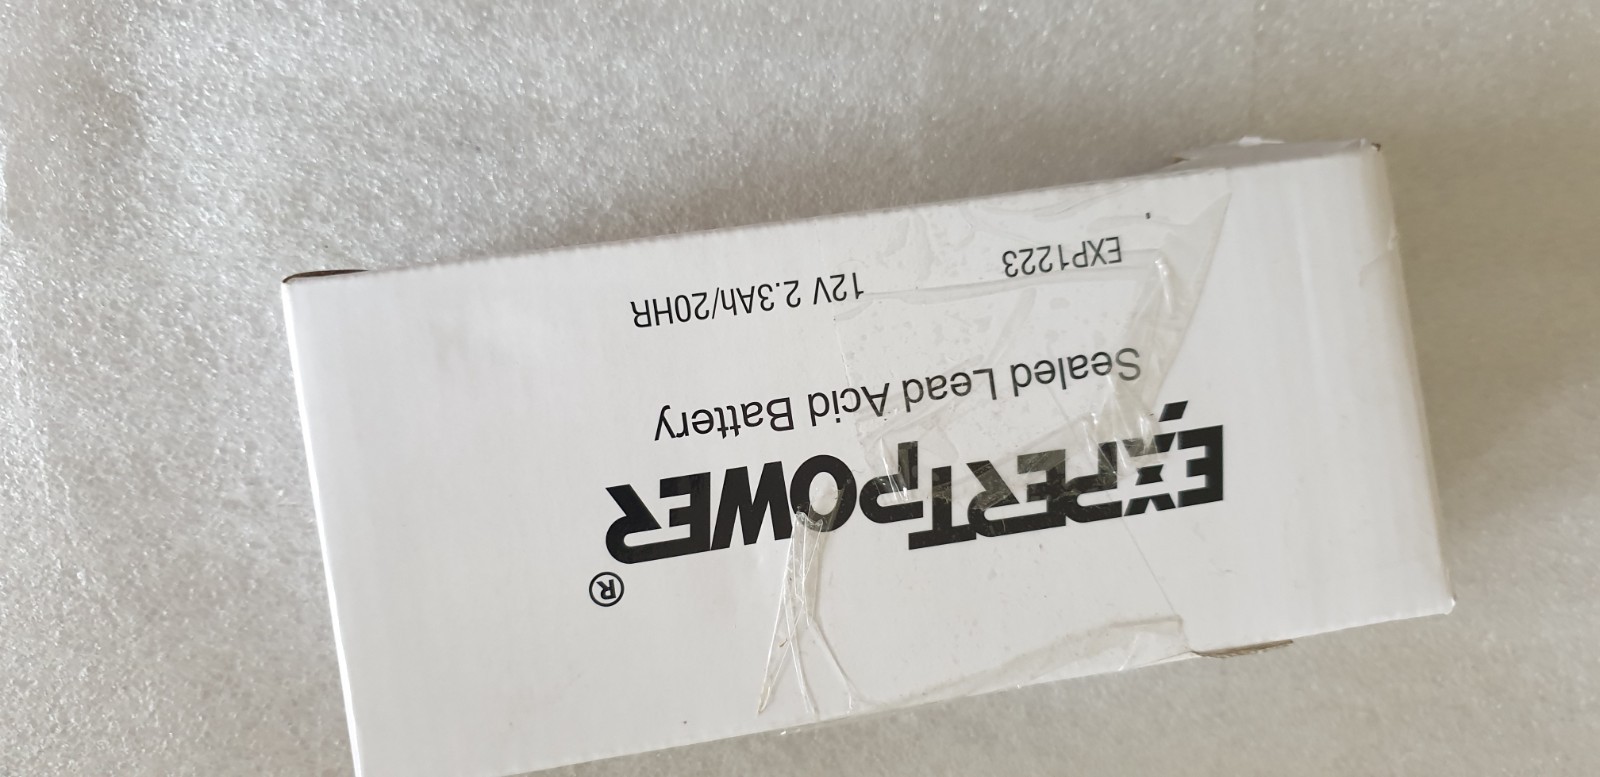 EXPERTPOWER®
Sealed Lead Acid Battery
EXP1223 12V 2.3Ah/20HR